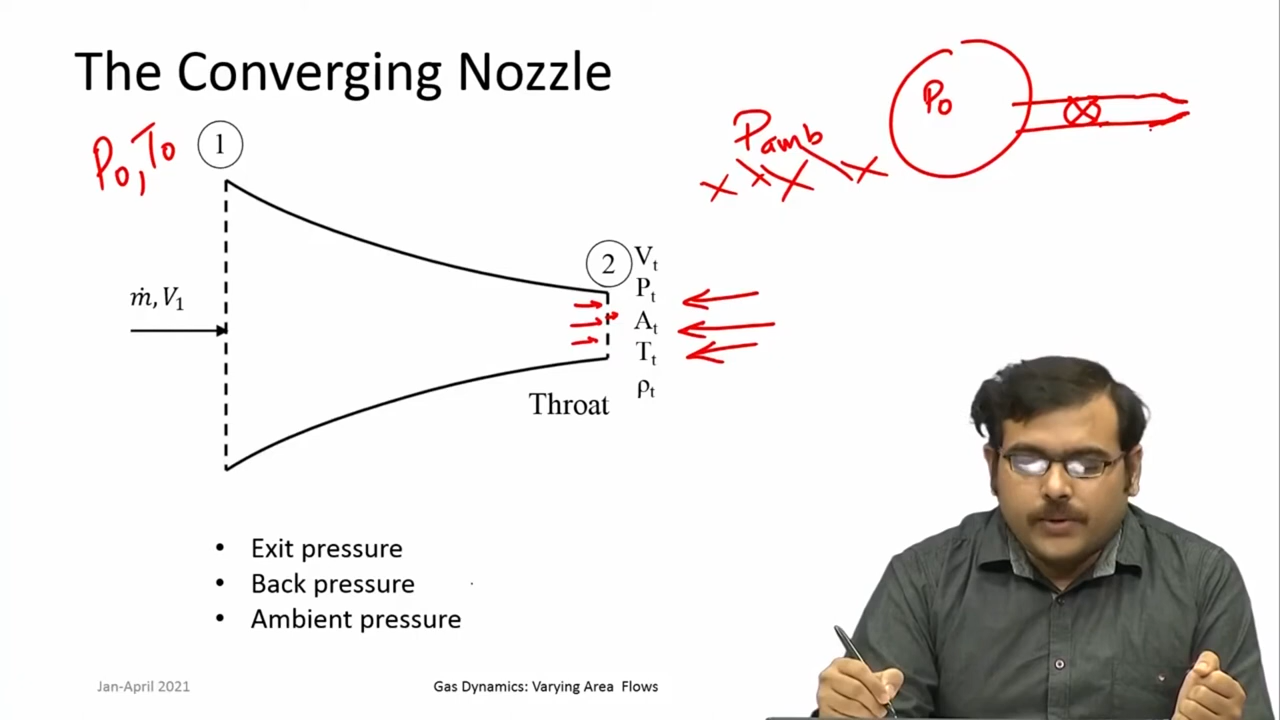 The Converging Nozzle
P₀
Pamb
P₀, T₀
1
2
Vₜ
Pₜ
ṁ, V₁
Aₜ
Tₜ
ρₜ
Throat
• Exit pressure
• Back pressure
• Ambient pressure
Jan-April 2021
Gas Dynamics: Varying Area Flows